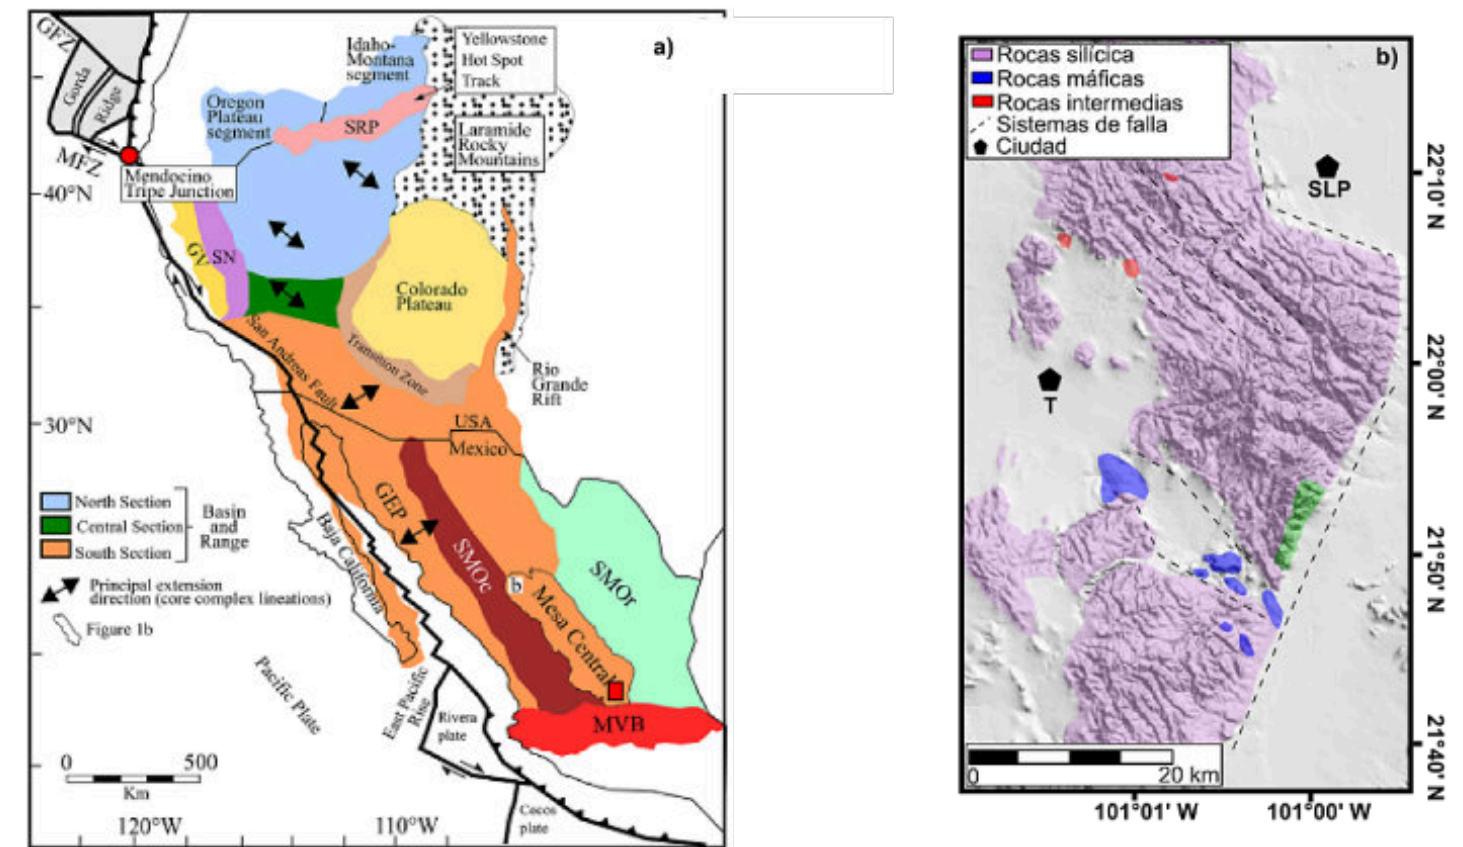 a)
GFZ
Gorda
Ridge
MFZ
Mendocino
Tripe Junction
Idaho-
Montana
segment
Yellowstone
Hot Spot
Track
Oregon
Plateau
segment
SRP
Laramide
Rocky
Mountains
40°N
GV
SN
Colorado
Plateau
San Andreas Fault
Transition Zone
Rio
Grande
Rift
USA
Mexico
30°N
North Section
Central Section
South Section
Basin
and
Range
Principal extension
direction (core complex lineations)
Figure 1b
GEP
Baja California
SMOc
SMOr
b
Mesa Central
Pacific Plate
East Pacific
Rise
Rivera
plate
MVB
Cocos
plate
0 500
Km
120°W 110°W
b)
Rocas silícica
Rocas máficas
Rocas intermedias
Sistemas de falla
Ciudad
SLP
T
22°10' N
22°00' N
21°50' N
21°40' N
0 20 km
101°01' W 101°00' W